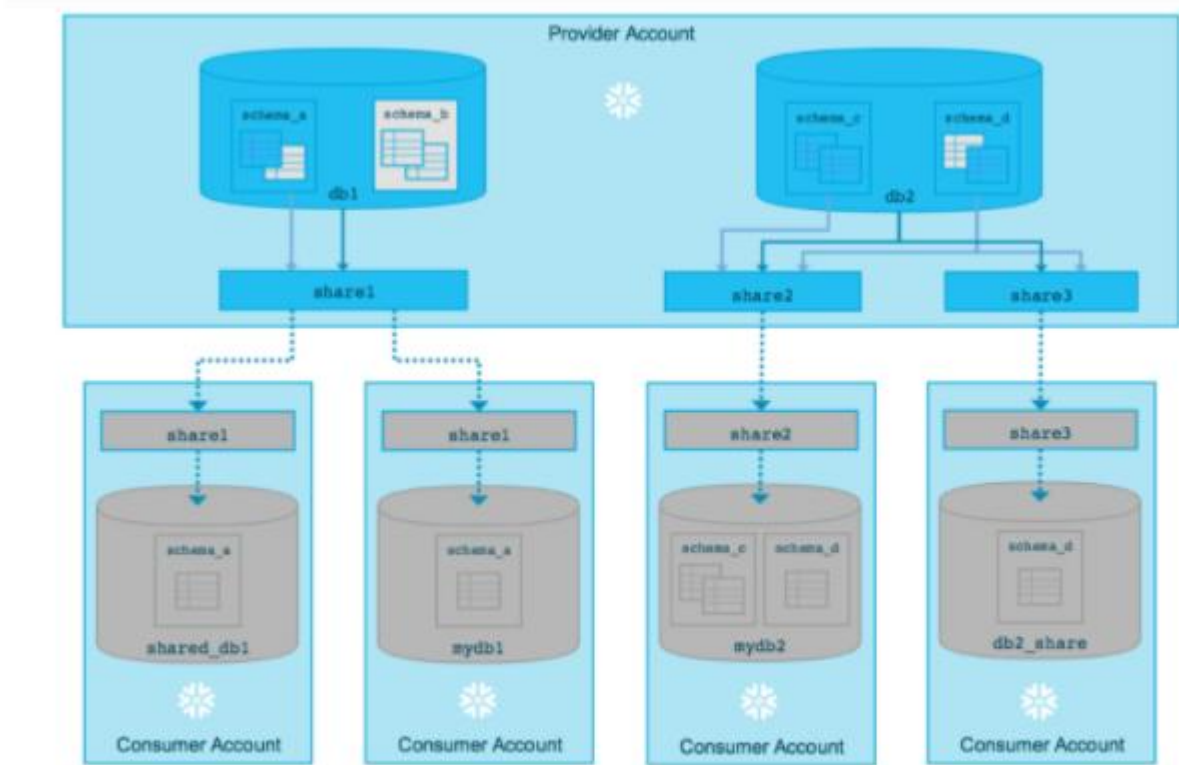 Provider Account
schema_a
schema_b
schema_c
schema_d
db1
db2
share1
share2
share3
share1
share1
share2
share3
schema_a
schema_a
schema_c
schema_d
schema_d
shared_db1
mydb1
mydb2
db2_share
Consumer Account
Consumer Account
Consumer Account
Consumer Account